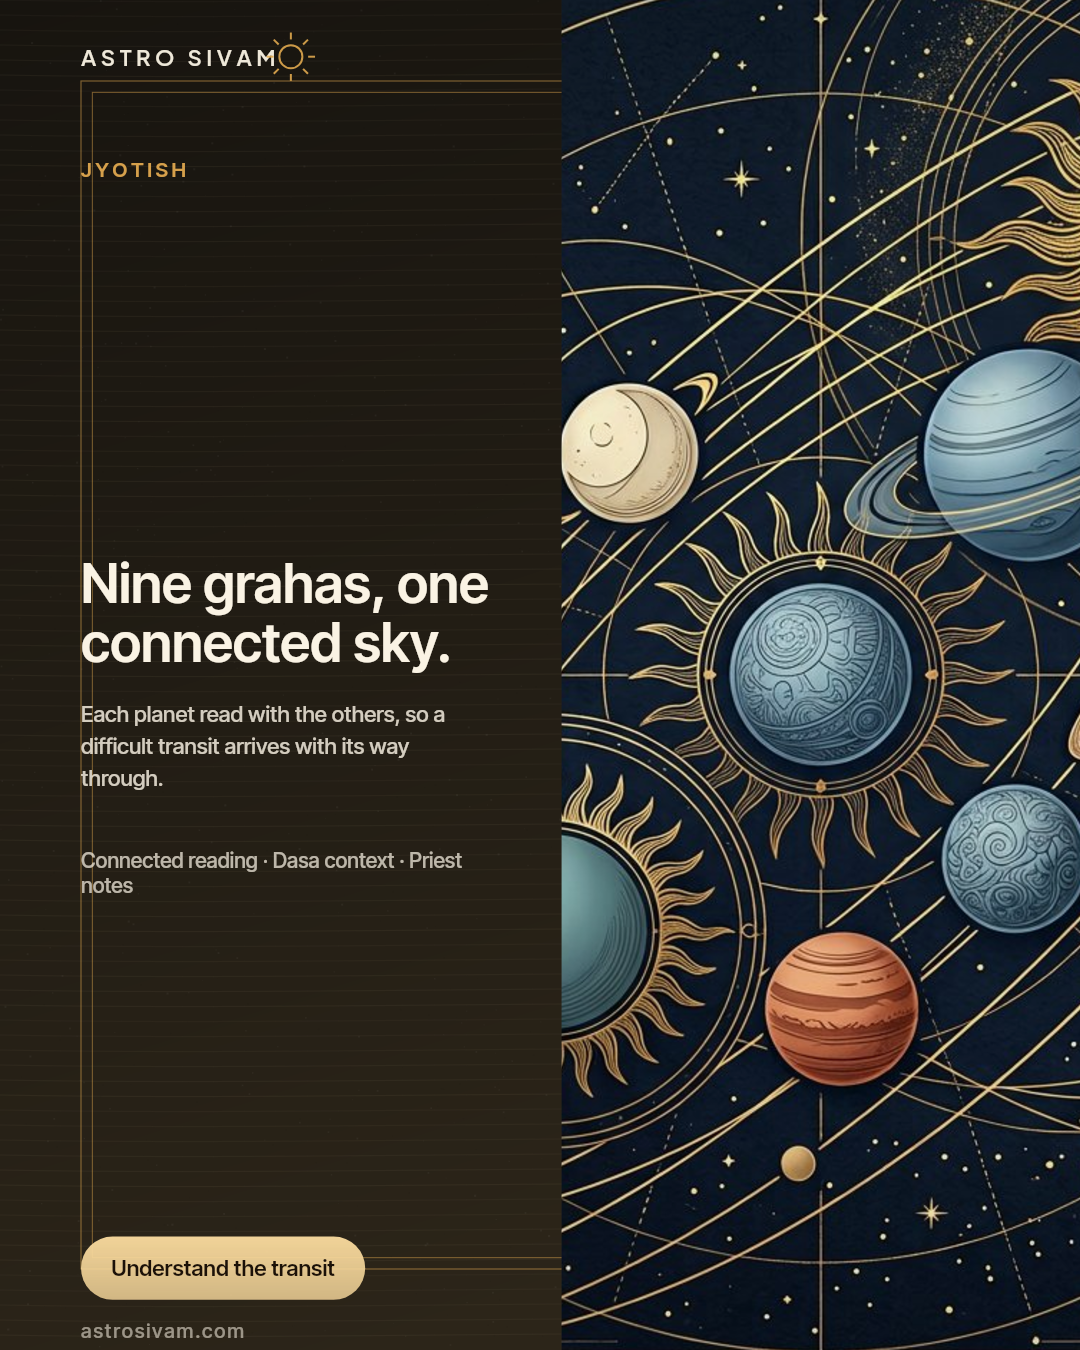 ASTRO SIVAM
JYOTISH
Nine grahas, one
connected sky.
Each planet read with the others, so a
difficult transit arrives with its way
through.
Connected reading · Dasa context · Priest
notes
Understand the transit
astrosivam.com